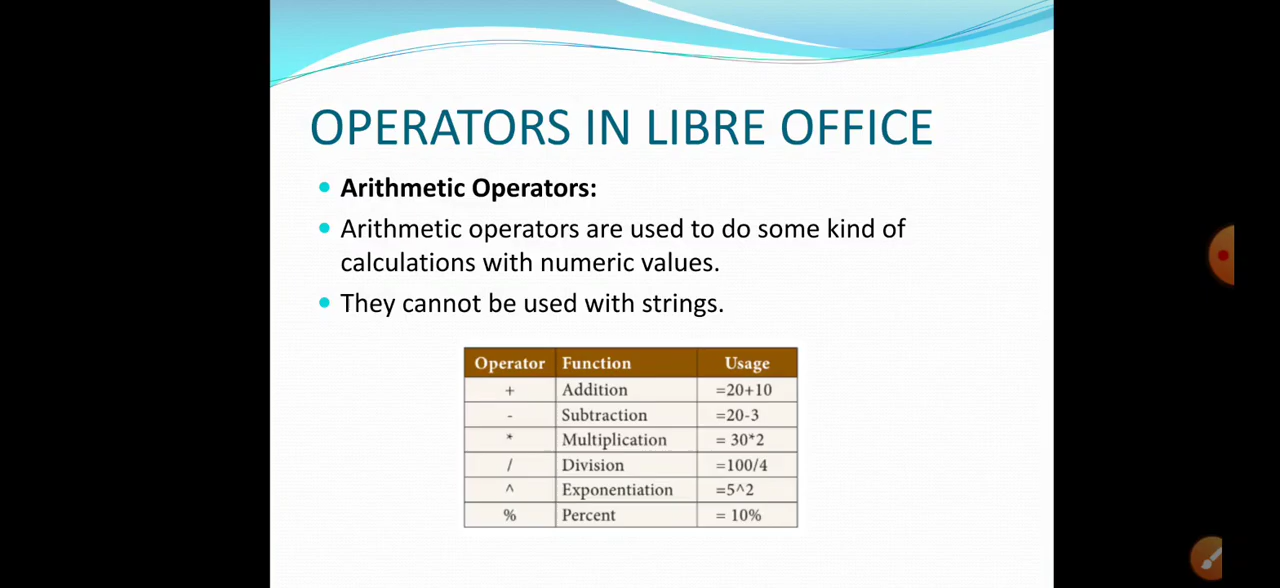 OPERATORS IN LIBRE OFFICE
Arithmetic Operators:
Arithmetic operators are used to do some kind of
calculations with numeric values.
They cannot be used with strings.
Operator Function Usage
+ Addition =20+10
- Subtraction =20-3
* Multiplication = 30*2
/ Division =100/4
^ Exponentiation =5^2
% Percent = 10%